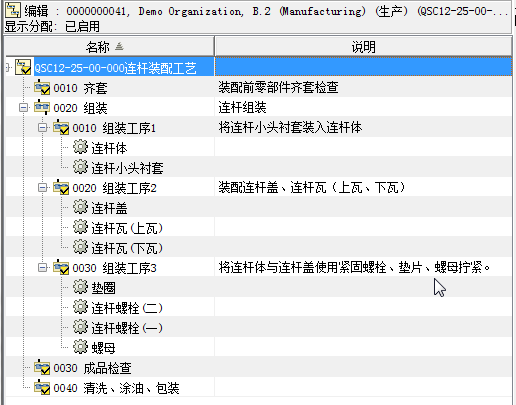 编辑 : 0000000041, Demo Organization, B.2 (Manufacturing) (生产) (QSC12-25-00-...
显示分配: 已启用
名称 说明
QSC12-25-00-000连杆装配工艺
0010 齐套 装配前零部件齐套检查
0020 组装 连杆组装
0010 组装工序1 将连杆小头衬套装入连杆体
连杆体
连杆小头衬套
0020 组装工序2 装配连杆盖、连杆瓦（上瓦、下瓦）
连杆盖
连杆瓦(上瓦)
连杆瓦(下瓦)
0030 组装工序3 将连杆体与连杆盖使用紧固螺栓、垫片、螺母拧紧。
垫圈
连杆螺栓(二)
连杆螺栓(一)
螺母
0030 成品检查
0040 清洗、涂油、包装